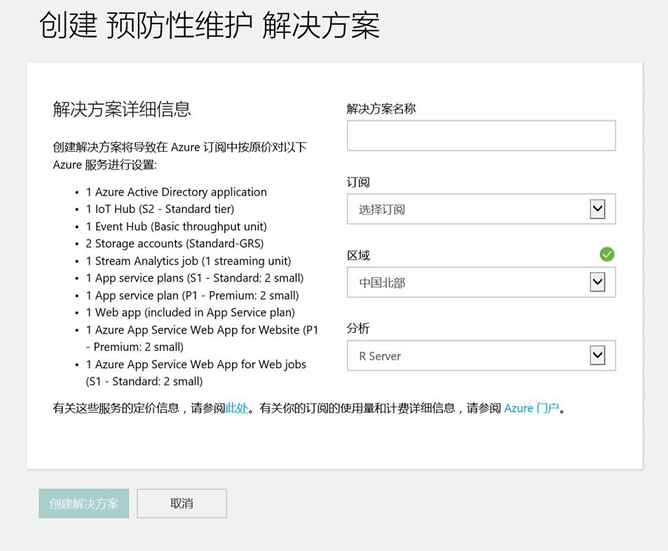 创建 预防性维护 解决方案
解决方案详细信息
创建解决方案将导致在 Azure 订阅中按原价对以下
Azure 服务进行设置:
• 1 Azure Active Directory application
• 1 IoT Hub (S2 - Standard tier)
• 1 Event Hub (Basic throughput unit)
• 2 Storage accounts (Standard-GRS)
• 1 Stream Analytics job (1 streaming unit)
• 1 App service plans (S1 - Standard: 2 small)
• 1 App service plan (P1 - Premium: 2 small)
• 1 Web app (included in App Service plan)
• 1 Azure App Service Web App for Website (P1
- Premium: 2 small)
• 1 Azure App Service Web App for Web jobs
(S1 - Standard: 2 small)
有关这些服务的定价信息，请参阅此处。有关你的订阅的使用量和计费详细信息，请参阅 Azure 门户。
解决方案名称
订阅
选择订阅
区域
中国北部
分析
R Server
创建解决方案
取消